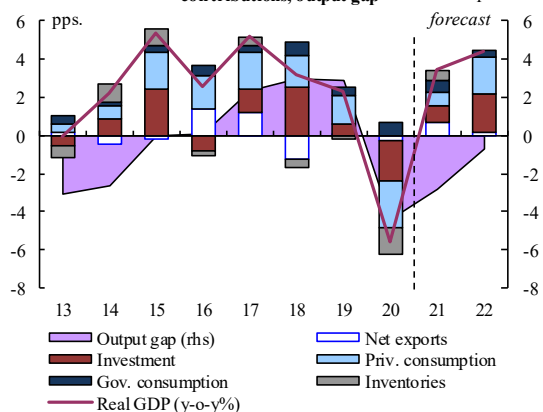 contributions, output gap
pps.
forecast
6 6
4 4
2 2
0 0
-2 -2
-4 -4
-6 -6
-8 -8
13 14 15 16 17 18 19 20 21 22
Output gap (rhs) Net exports
Investment Priv. consumption
Gov. consumption Inventories
Real GDP (y-o-y%)